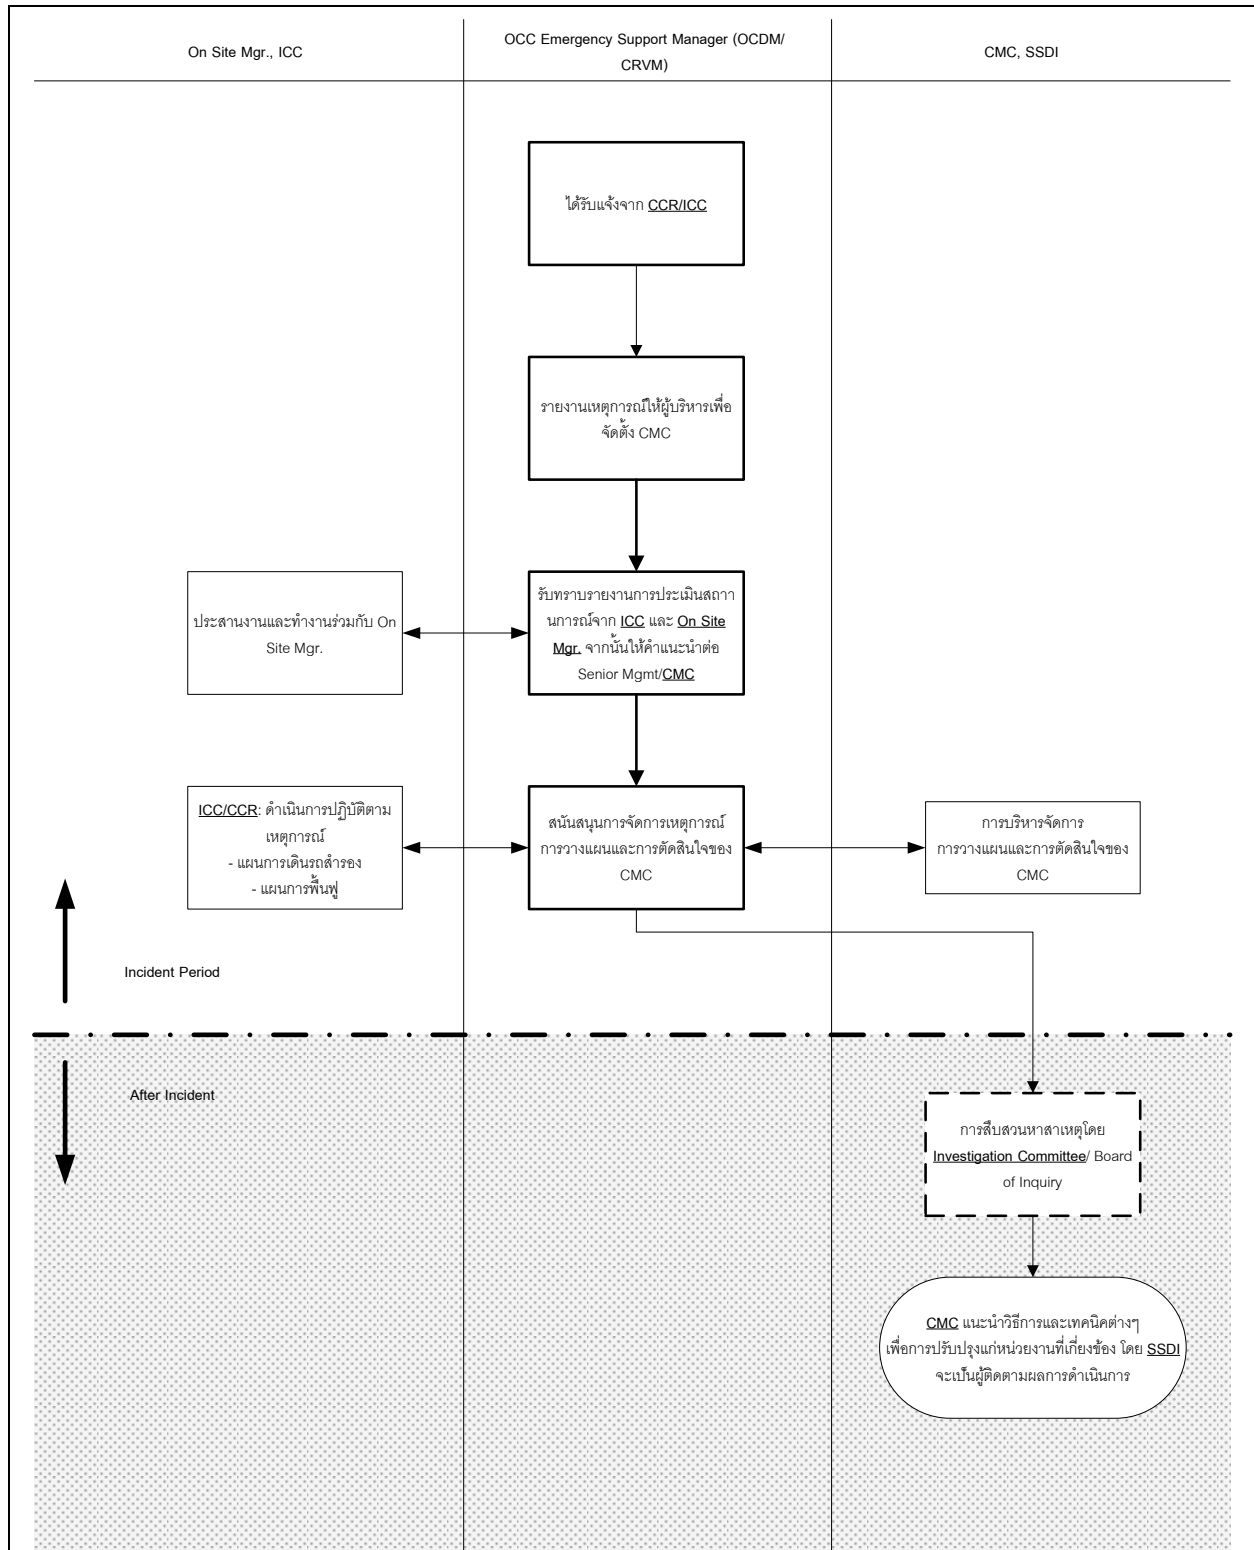 On Site Mgr., ICC
OCC Emergency Support Manager (OCDM/
CRVM)
CMC, SSDI
ได้รับแจ้งจาก CCR/ICC
รายงานเหตุการณ์ให้ผู้บริหารเพื่อ
จัดตั้ง CMC
ประสานงานและทำงานร่วมกับ On
Site Mgr.
รับทราบรายงานการประเมินสถาา
นการณ์จาก ICC และ On Site
Mgr. จากนั้นให้คำแนะนำต่อ
Senior Mgmt/CMC
ICC/CCR: ดำเนินการปฏิบัติตาม
เหตุการณ์
- แผนการเดินรถสำรอง
- แผนการพื้นฟู
สนันสนุนการจัดการเหตุการณ์
การวางแผนและการตัดสินใจของ
CMC
การบริหารจัดการ
การวางแผนและการตัดสินใจของ
CMC
Incident Period
After Incident
การสืบสวนหาสาเหตุโดย
Investigation Committee/ Board
of Inquiry
CMC แนะนำวิธีการและเทคนิคต่างๆ
เพื่อการปรับปรุงแก่หน่วยงานที่เกี่ยงข้อง โดย SSDI
จะเป็นผู้ติดตามผลการดำเนินการ